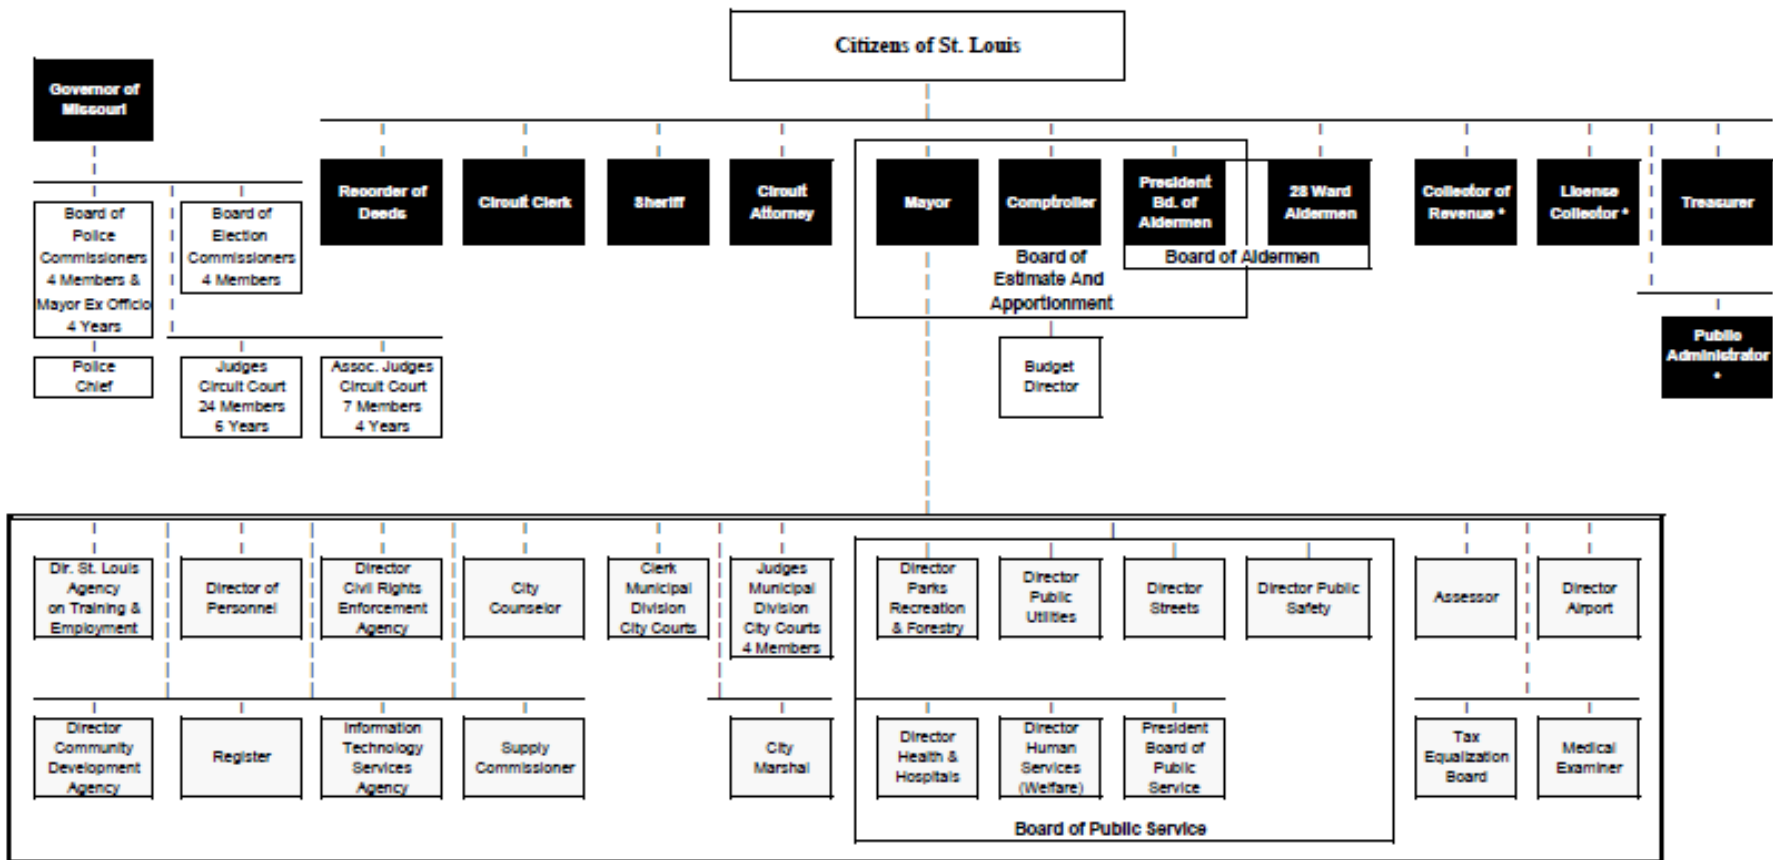 Citizens of St. Louis
Governor of
Missouri
Recorder of
Deeds
Circuit Clerk
Sheriff
Circuit
Attorney
Mayor
Comptroller
President
Bd. of
Aldermen
28 Ward
Aldermen
Collector of
Revenue *
License
Collector *
Treasurer
Board of
Police
Commissioners
4 Members &
Mayor Ex Officio
4 Years
Board of
Election
Commissioners
4 Members
Board of
Estimate And
Apportionment
Board of Aldermen
Police
Chief
Judges
Circuit Court
24 Members
6 Years
Assoc. Judges
Circuit Court
7 Members
4 Years
Budget
Director
Public
Administrator
*
Dir. St. Louis
Agency
on Training &
Employment
Director of
Personnel
Director
Civil Rights
Enforcement
Agency
City
Counselor
Clerk
Municipal
Division
City Courts
Judges
Municipal
Division
City Courts
4 Members
Director
Parks
Recreation
& Forestry
Director
Public
Utilities
Director
Streets
Director Public
Safety
Assessor
Director
Airport
Director
Community
Development
Agency
Register
Information
Technology
Services
Agency
Supply
Commissioner
City
Marshal
Director
Health &
Hospitals
Director
Human
Services
(Welfare)
President
Board of
Public
Service
Tax
Equalization
Board
Medical
Examiner
Board of Public Service